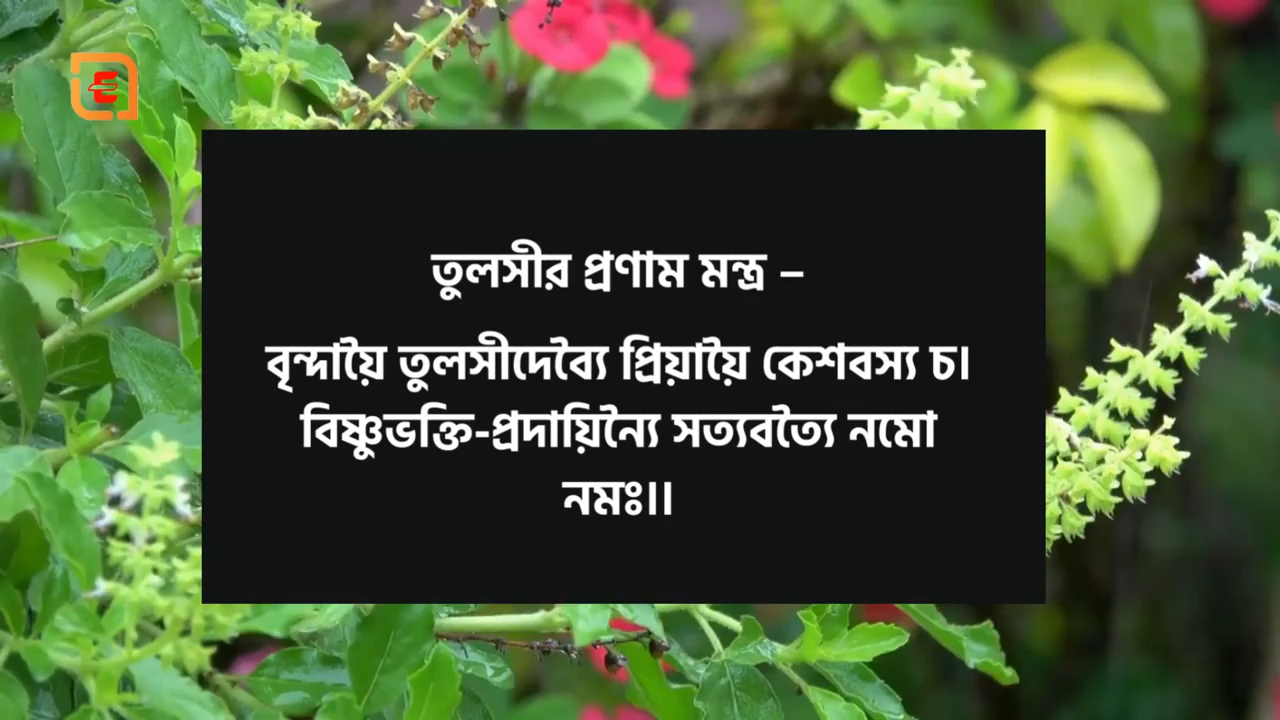 তুলসীর প্রণাম মন্ত্র –
বৃন্দায়ৈ তুলসীদেব্যৈ প্রিয়ায়ৈ কেশবস্য চ।
বিষ্ণুভক্তি-প্রদায়িন্যৈ সত্যবত্যৈ নমো
নমঃ।।